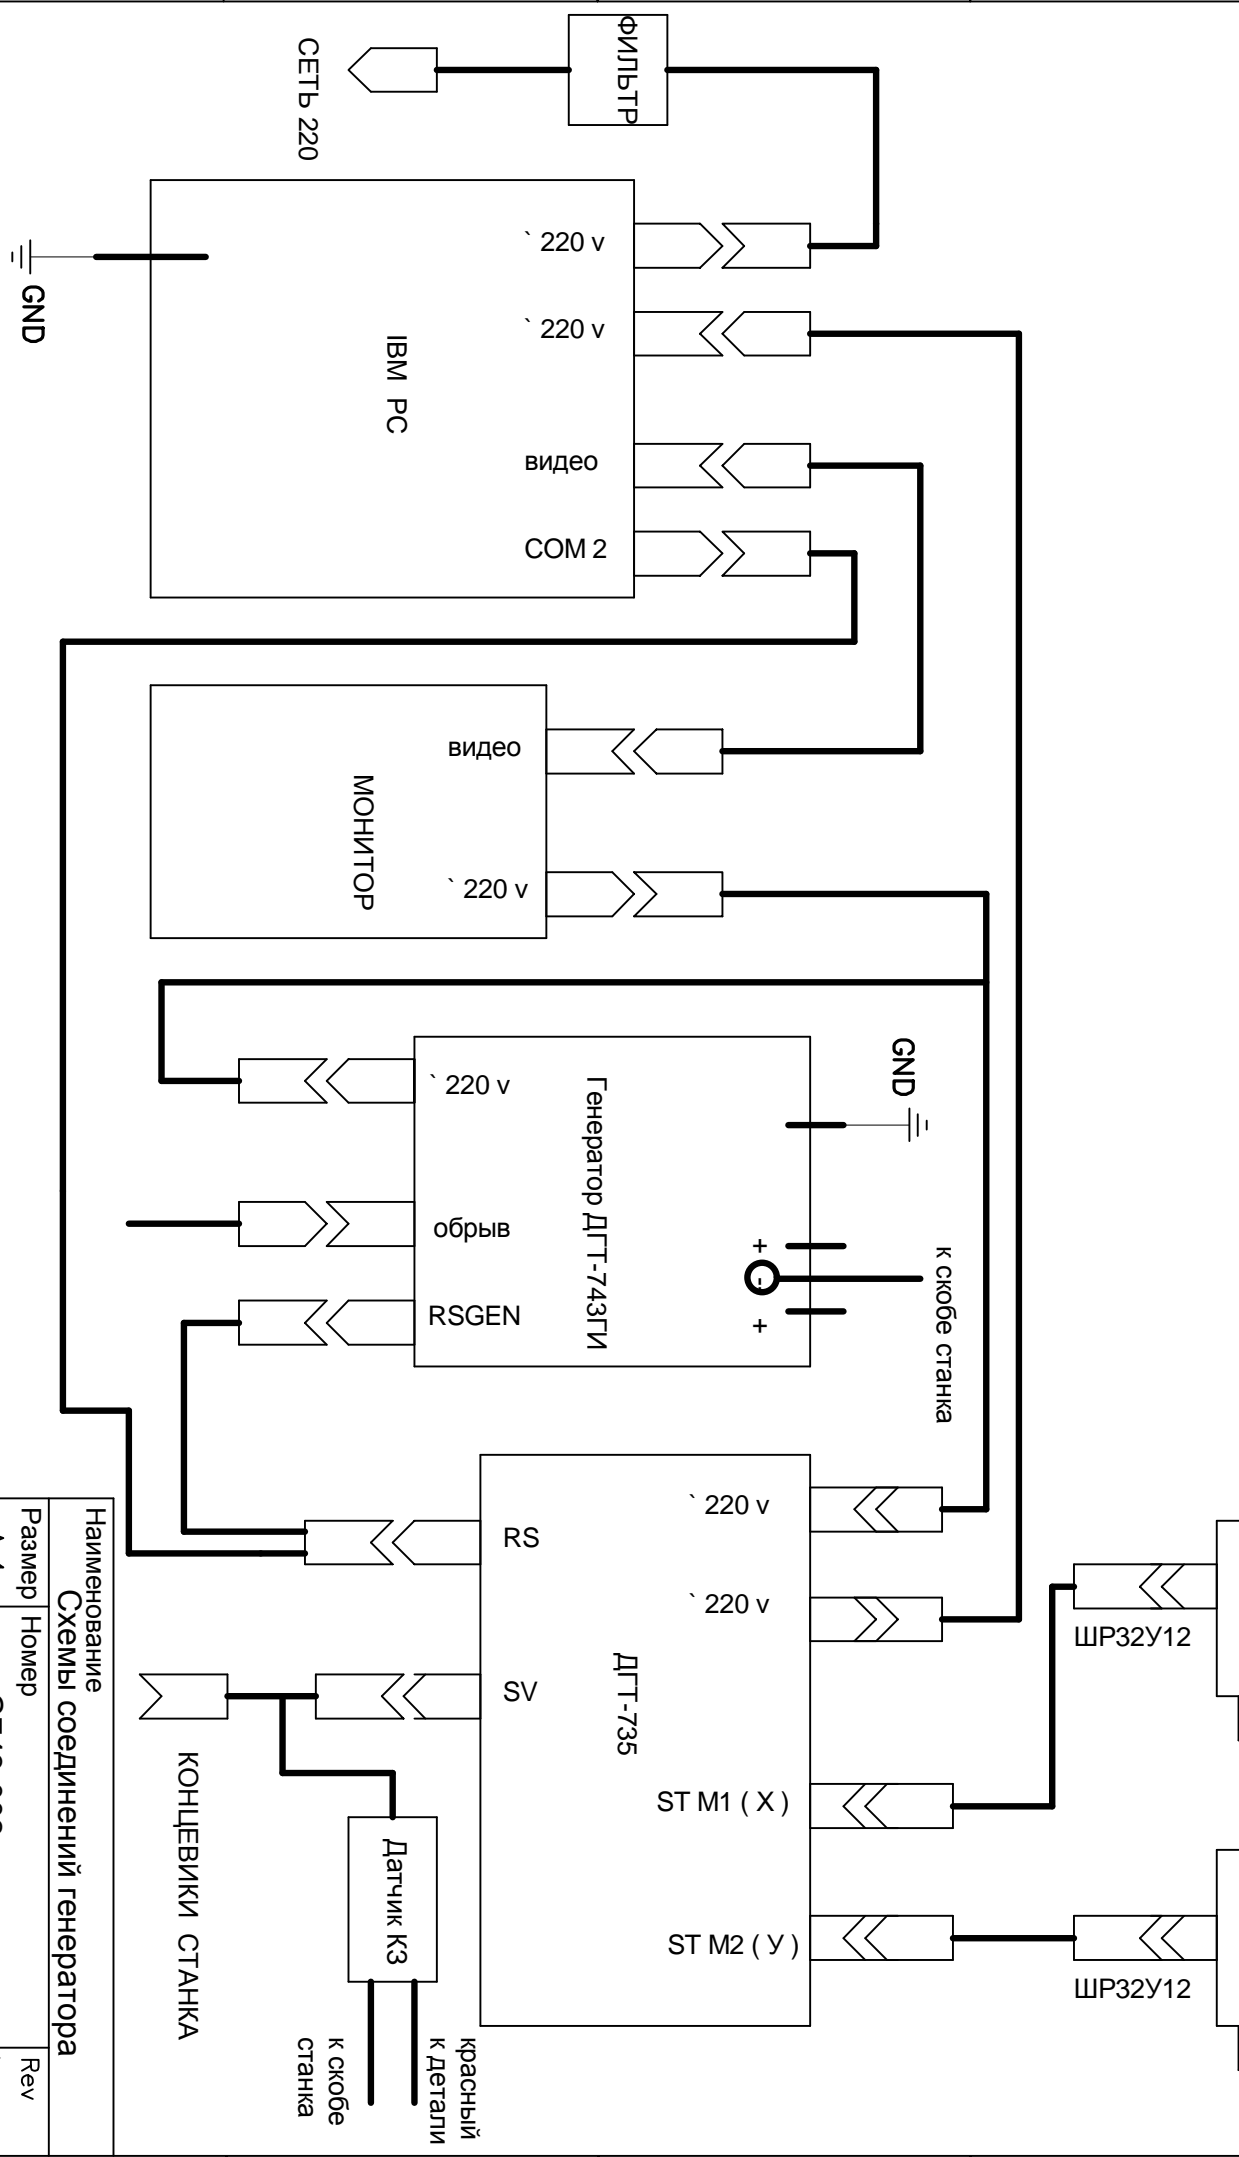 ФИЛЬТР
СЕТЬ 220
` 220 v
` 220 v
видео
COM 2
IBM PC
GND
видео
` 220 v
МОНИТОР
GND
` 220 v
обрыв
RSGEN
Генератор ДГТ-743ГИ
+
-
+
к скобе станка
` 220 v
` 220 v
RS
SV
ДГТ-735
ST M1 ( X )
ST M2 ( У )
ШР32У12
ШР32У12
КОНЦЕВИКИ СТАНКА
Датчик КЗ
красный
к детали
к скобе
станка
Наименование
Схемы соединений генератора
Размер
Номер
Rev